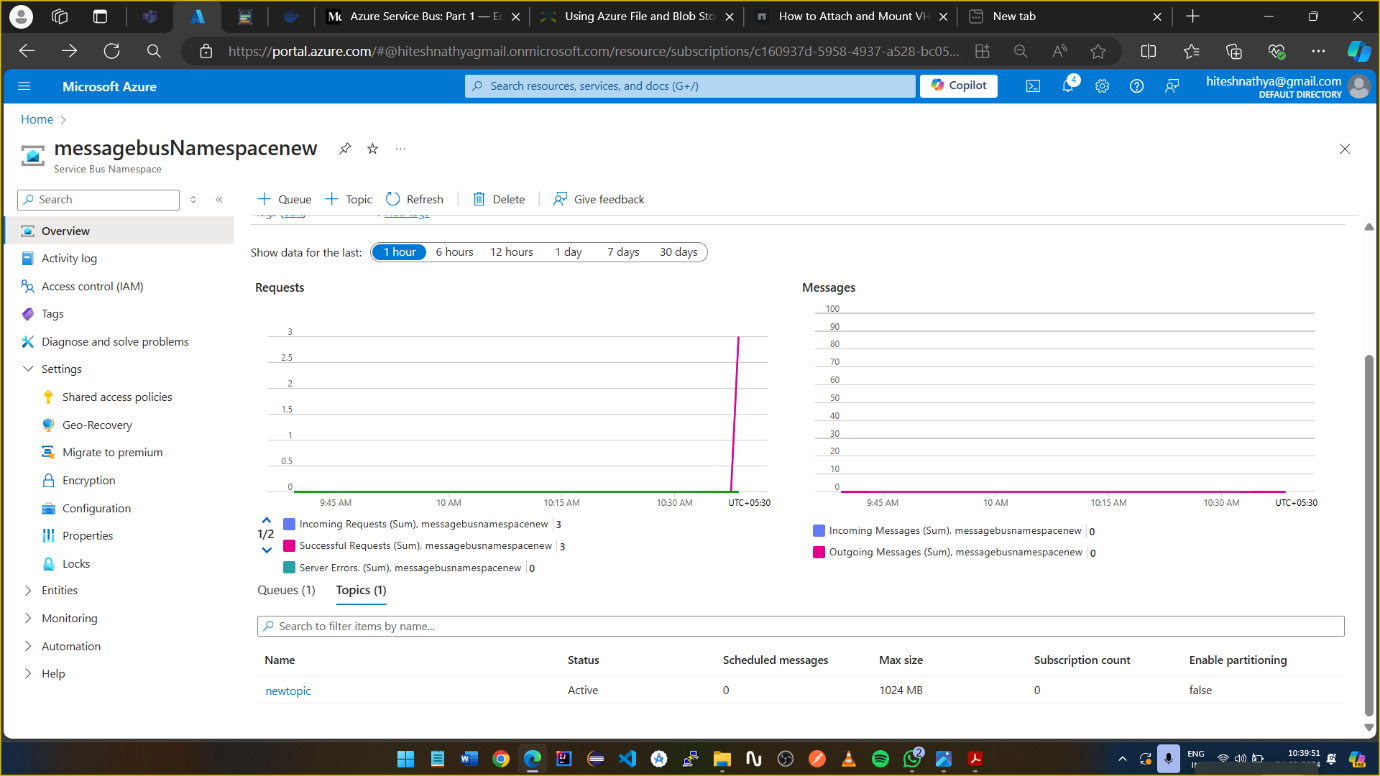 Azure Service Bus: Part 1 — Er
Using Azure File and Blob Sto
How to Attach and Mount VH
New tab
https://portal.azure.com/#@hiteshnathyagmail.onmicrosoft.com/resource/subscriptions/c160937d-5958-4937-a528-bc05...
Microsoft Azure
Search resources, services, and docs (G+/)
Copilot
4
hiteshnathya@gmail.com
DEFAULT DIRECTORY
Home
messagebusNamespacenew
Service Bus Namespace
Search
Queue
Topic
Refresh
Delete
Give feedback
Overview
Activity log
Access control (IAM)
Tags
Diagnose and solve problems
Settings
Shared access policies
Geo-Recovery
Migrate to premium
Encryption
Configuration
Properties
Locks
Entities
Monitoring
Automation
Help
Show data for the last: 1 hour 6 hours 12 hours 1 day 7 days 30 days
Requests
3
2.5
2
1.5
1
0.5
0
9:45 AM 10 AM 10:15 AM 10:30 AM UTC+05:30
1/2
Incoming Requests (Sum), messagebusnamespacenew 3
Successful Requests (Sum), messagebusnamespacenew 3
Server Errors. (Sum), messagebusnamespacenew 0
Messages
100
90
80
70
60
50
40
30
20
10
0
9:45 AM 10 AM 10:15 AM 10:30 AM UTC+05:30
Incoming Messages (Sum), messagebusnamespacenew 0
Outgoing Messages (Sum), messagebusnamespacenew 0
Queues (1) Topics (1)
Search to filter items by name...
Name Status Scheduled messages Max size Subscription count Enable partitioning
newtopic Active 0 1024 MB 0 false
2
ENG
10:39:51